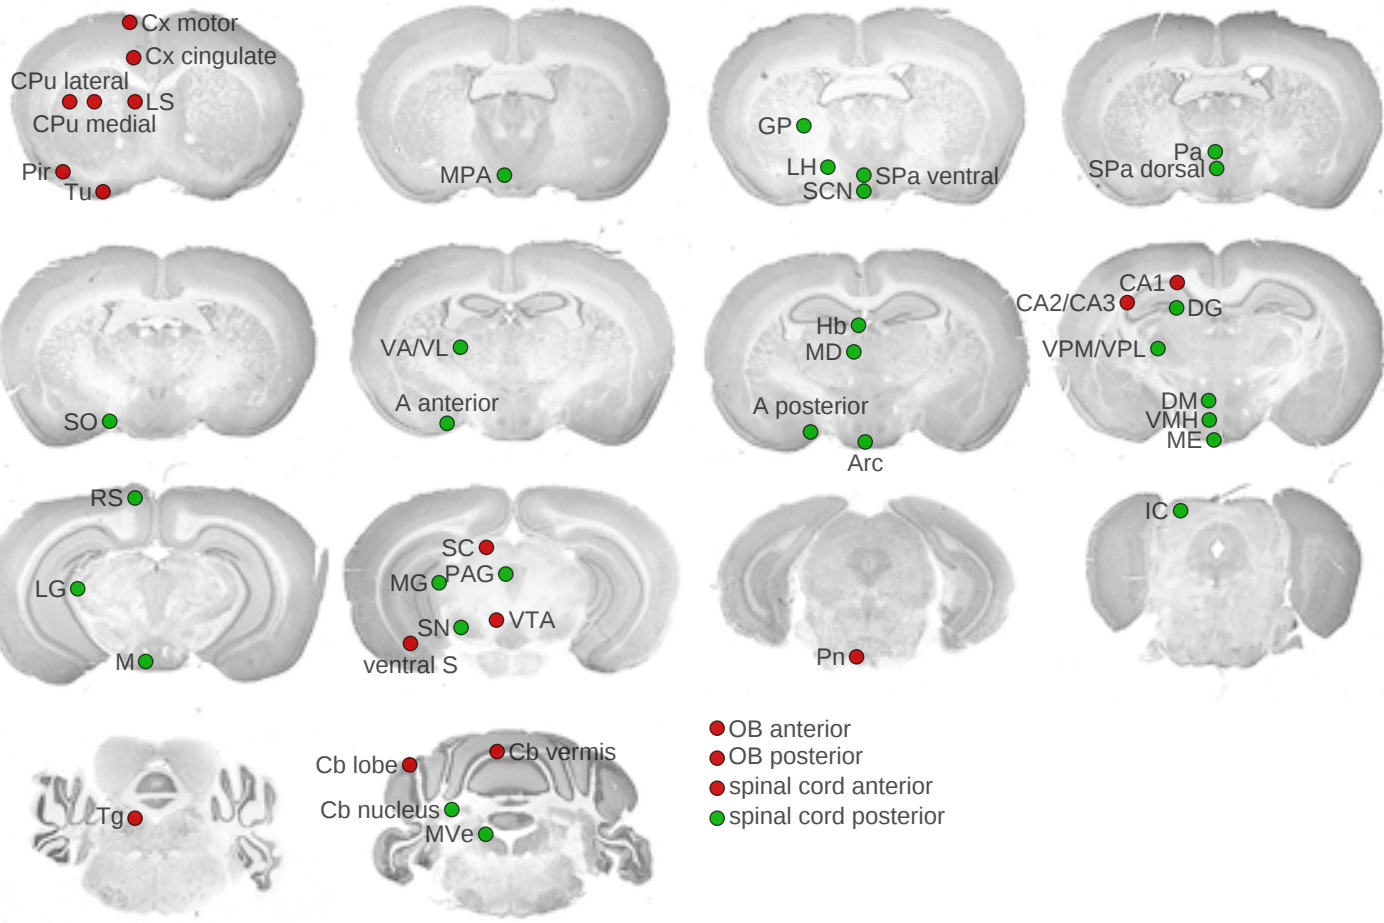 Cx motor
Cx cingulate
CPu lateral
LS
CPu medial
Pir
Tu
MPA
GP
LH
SPa ventral
SCN
Pa
SPa dorsal
SO
VA/VL
A anterior
Hb
MD
A posterior
Arc
CA1
CA2/CA3
DG
VPM/VPL
DM
VMH
ME
RS
LG
M
SC
MG
PAG
SN
VTA
ventral S
Pn
IC
Tg
Cb lobe
Cb vermis
Cb nucleus
MVe
OB anterior
OB posterior
spinal cord anterior
spinal cord posterior